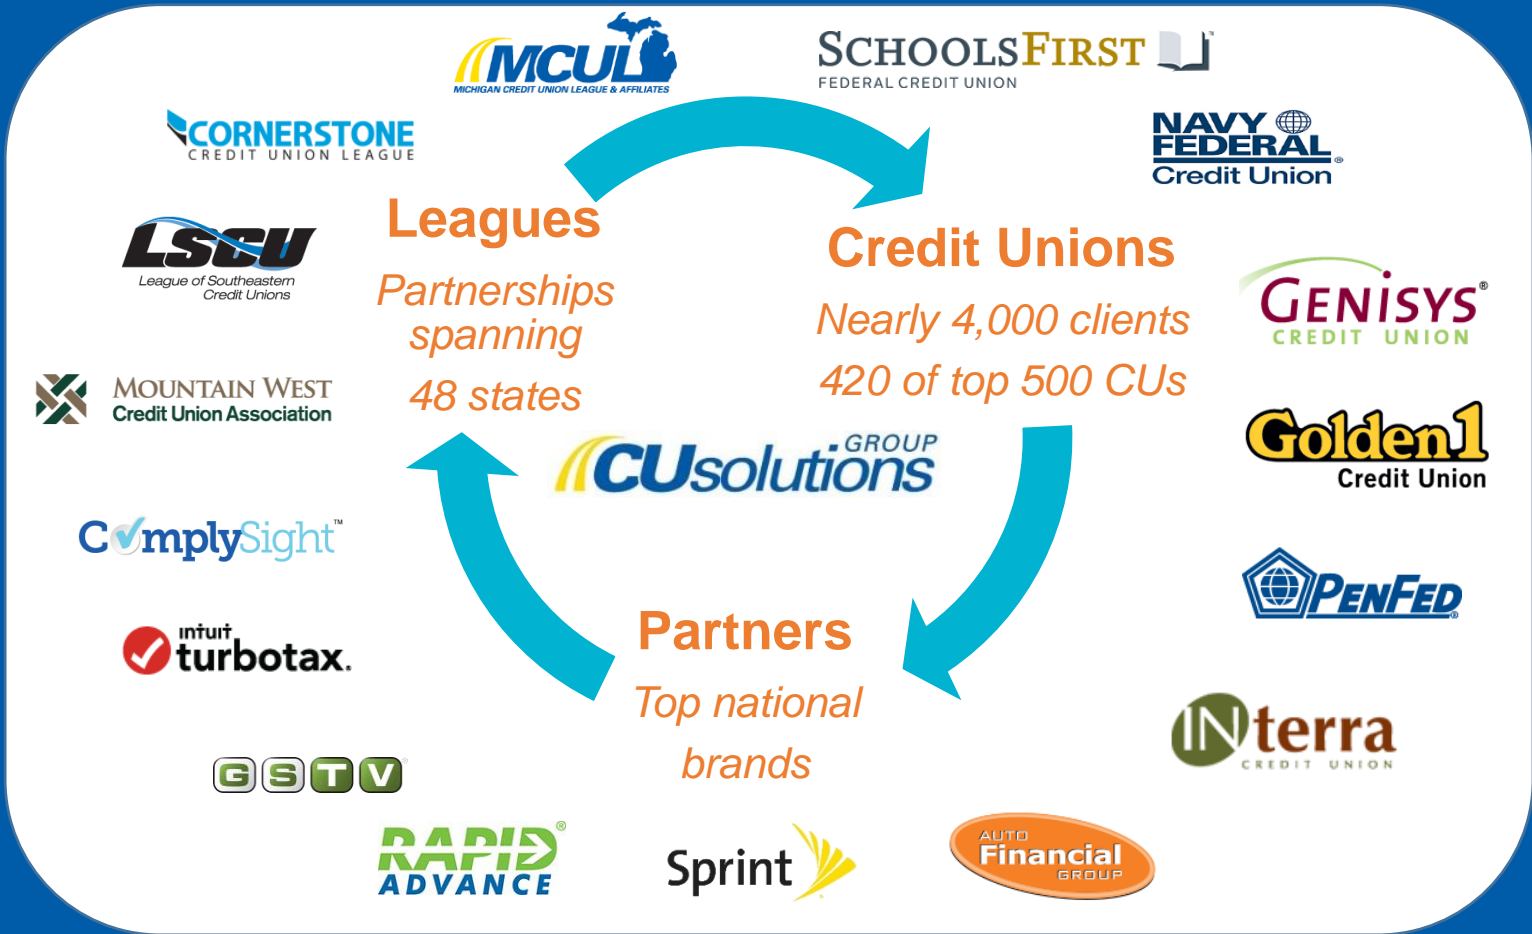 MCUL
MICHIGAN CREDIT UNION LEAGUE & AFFILIATES
SCHOOLSFIRST™
FEDERAL CREDIT UNION
CORNERSTONE
CREDIT UNION LEAGUE
NAVY
FEDERAL®
Credit Union
LSCU
League of Southeastern
Credit Unions
Leagues
Partnerships
spanning
48 states
Credit Unions
Nearly 4,000 clients
420 of top 500 CUs
GENISYS®
CREDIT UNION
MOUNTAIN WEST
Credit Union Association
CUsolutions
GROUP
Golden1
Credit Union
ComplySight™
PENFED®
intuit
turbotax.
Partners
Top national
brands
INterra
CREDIT UNION
GSTV®
RAPID®
ADVANCE
Sprint
AUTO
Financial
GROUP